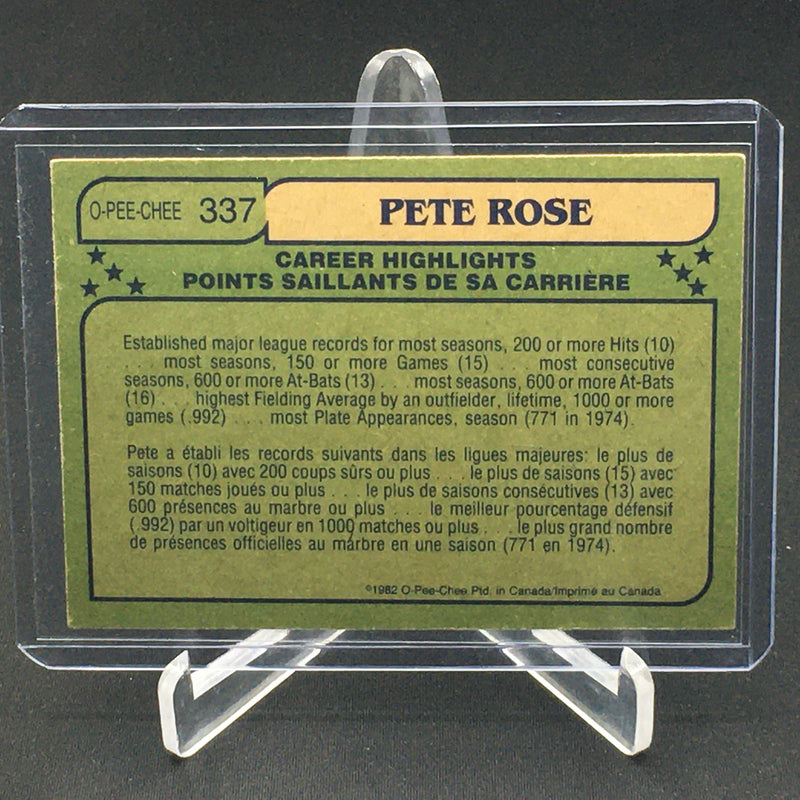 O-PEE-CHEE 337 PETE ROSE
CAREER HIGHLIGHTS
POINTS SAILLANTS DE SA CARRIÈRE
Established major league records for most seasons, 200 or more Hits (10)
. . . most seasons, 150 or more Games (15) . . . most consecutive
seasons, 600 or more At-Bats (13) . . . most seasons, 600 or more At-Bats
(16) . . . highest Fielding Average by an outfielder, lifetime, 1000 or more
games (.992) . . . most Plate Appearances, season (771 in 1974).
Pete a établi les records suivants dans les ligues majeures: le plus de
saisons (10) avec 200 coups sûrs ou plus . . . le plus de saisons (15) avec
150 matches joués ou plus . . . le plus de saisons consécutives (13) avec
600 présences au marbre ou plus . . . le meilleur pourcentage défensif
(.992) par un voltigeur en 1000 matches ou plus . . . le plus grand nombre
de présences officielles au marbre en une saison (771 en 1974).
©1982 O-Pee-Chee Ptd. in Canada/Imprimé au Canada